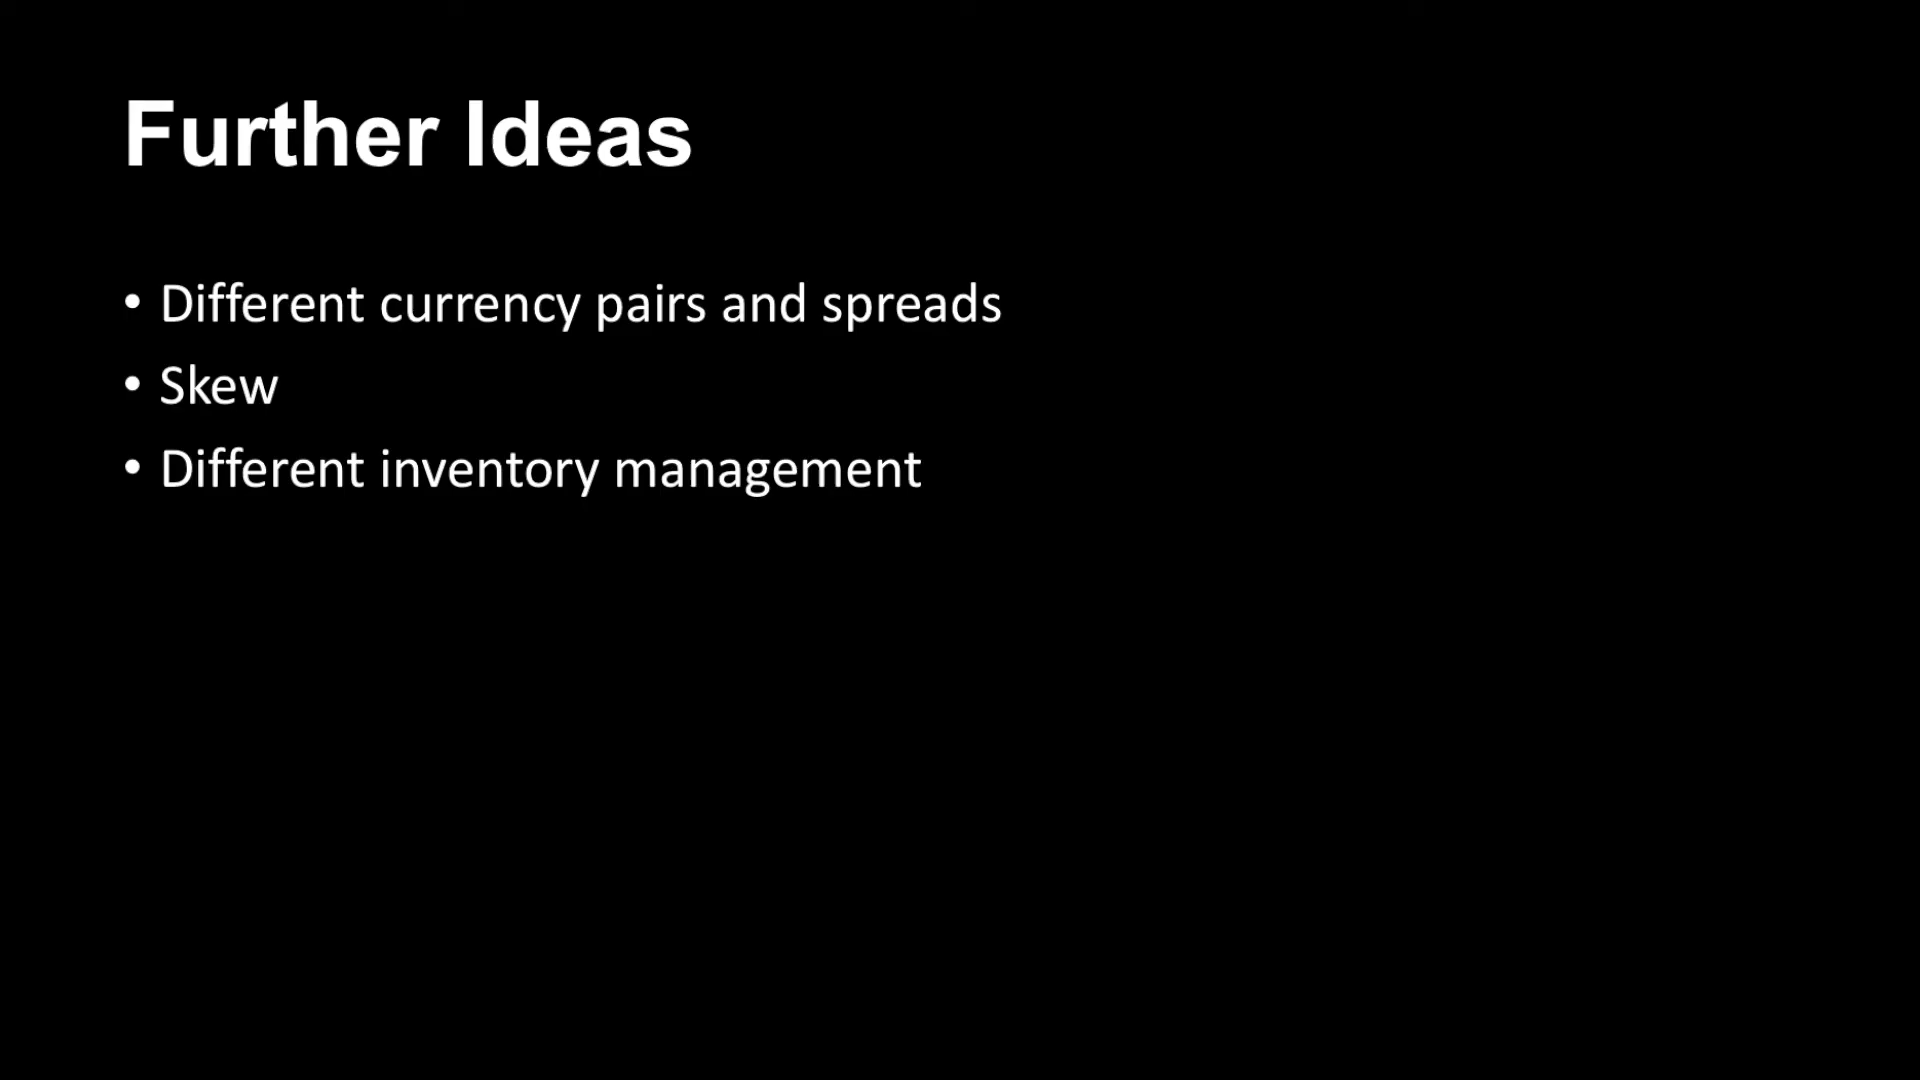 Further Ideas
• Different currency pairs and spreads
• Skew
• Different inventory management